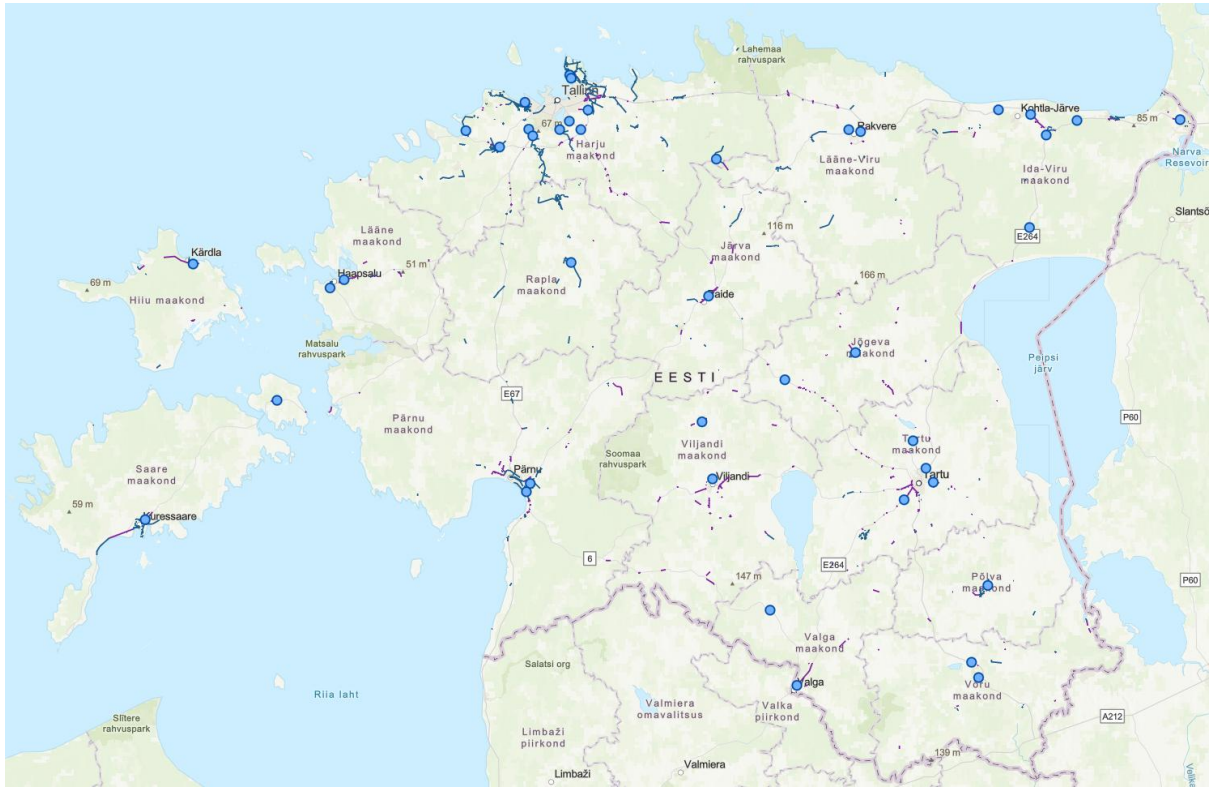 Lahemaa
rahvuspark
Tallinn
67 m
Harju
maakond
Rakvere
Lääne-Viru
maakond
Kohtla-Järve
85 m
Ida-Viru
maakond
Narva
Slantsõ
E264
Lääne
maakond
Kärdla
Haapsalu
51 m
69 m
Hiiu maakond
Rapla
maakond
Järva
maakond
116 m
166 m
Paide
Matsalu
rahvuspark
Jõgeva
maakond
Peipsi
järv
EESTI
E67
P60
Pärnu
maakond
Viljandi
maakond
Soomaa
rahvuspark
Tartu
maakond
Saare
maakond
59 m
Kuressaare
Pärnu
Viljandi
Tartu
6
E264
147 m
Põlva
maakond
P60
Valga
maakond
Salatsi org
Valga
Võru
maakond
Riia laht
Valmiera
omavalitsus
Valka
piirkond
Slītere
rahvuspark
Limbaži
piirkond
A212
139 m
Limbaži
Valmiera